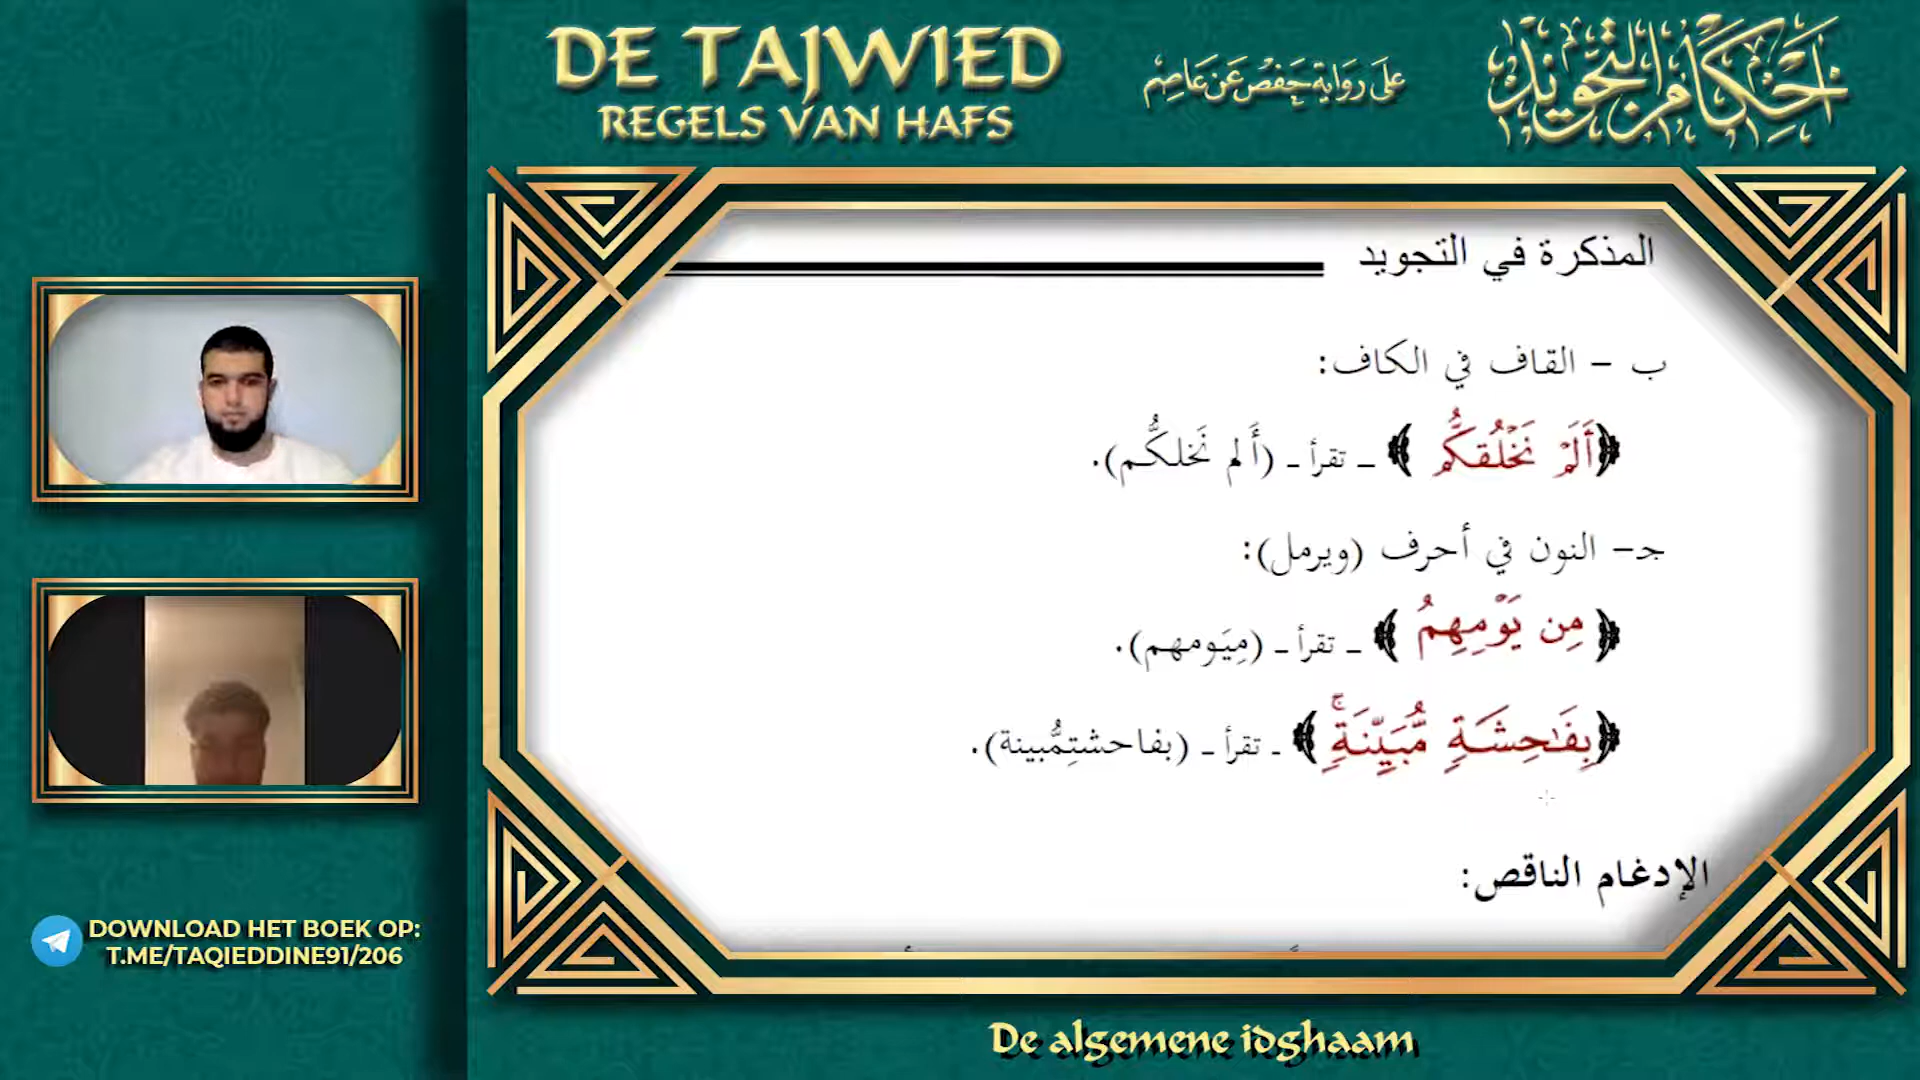 DE TAJWIED
REGELS VAN HAFS
على رواية حفص عن عاصم
أحكام التجويد
المذكرة في التجويد
ب - القاف في الكاف:
﴿أَلَمْ نَخْلُقكُّم﴾ ـ تقرأ ـ (أَلم نَخلكُّم).
جـ- النون في أحرف (ويرمل):
﴿مِن يَوْمِهِمُ﴾ ـ تقرأ ـ (مِيَومهم).
﴿بِفَاحِشَةٍ مُّبَيِّنَةٍ ۚ﴾ ـ تقرأ ـ (بفاحشتِمُّبينة).
الإدغام الناقص:
DOWNLOAD HET BOEK OP:
T.ME/TAQIEDDINE91/206
De algemene idghaam